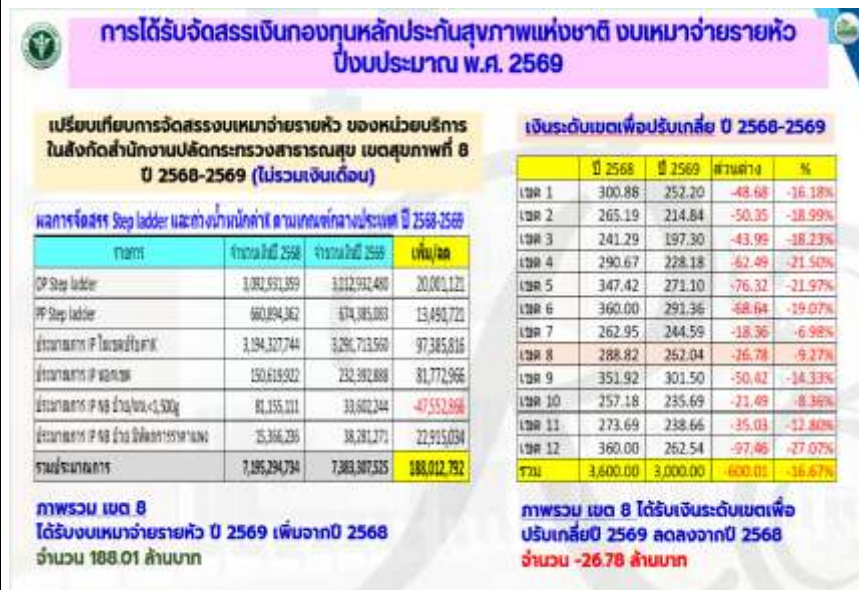 การได้รับจัดสรรเงินกองทุนหลักประกันสุขภาพแห่งชาติ งบเหมาจ่ายรายหัว
ปีงบประมาณ พ.ศ. 2569
เปรียบเทียบการจัดสรรงบเหมาจ่ายรายหัว ของหน่วยบริการ
ในสังกัดสำนักงานปลัดกระทรวงสาธารณสุข เขตสุขภาพที่ 8
ปี 2568-2569 (ไม่รวมเงินเดือน)
ผลการจัดสรร Step ladder และถ่วงน้ำหนักค่าK ตามเกณฑ์กลางประเทศ ปี 2568-2569
รายการ จำนวนเงินปี 2568 จำนวนเงินปี 2569 เพิ่ม/ลด
OP Step ladder 3,092,931,359 3,112,932,480 20,001,121
PP Step ladder 660,894,362 674,385,083 13,490,721
ประมาณการ IP ในเขตปรับค่าK 3,194,327,744 3,291,713,560 97,385,816
ประมาณการ IP นอกเขต 150,619,922 232,392,888 81,772,966
ประมาณการ IP NB <1,500g 81,155,111 33,602,244 -47,552,866
ประมาณการ IP NB 15,366,236 38,281,271 22,915,034
รวมประมาณการ 7,195,294,734 7,383,307,525 188,012,792
ภาพรวม เขต 8
ได้รับงบเหมาจ่ายรายหัว ปี 2569 เพิ่มจากปี 2568
จำนวน 188.01 ล้านบาท
เงินระดับเขตเพื่อปรับเกลี่ย ปี 2568-2569
ปี 2568 ปี 2569 ส่วนต่าง %
เขต 1 300.88 252.20 -48.68 -16.18%
เขต 2 265.19 214.84 -50.35 -18.99%
เขต 3 241.29 197.30 -43.99 -18.23%
เขต 4 290.67 228.18 -62.49 -21.50%
เขต 5 347.42 271.10 -76.32 -21.97%
เขต 6 360.00 291.36 -68.64 -19.07%
เขต 7 262.95 244.59 -18.36 -6.98%
เขต 8 288.82 262.04 -26.78 -9.27%
เขต 9 351.92 301.50 -50.42 -14.33%
เขต 10 257.18 235.69 -21.49 -8.36%
เขต 11 273.69 238.66 -35.03 -12.80%
เขต 12 360.00 262.54 -97.46 -27.07%
รวม 3,600.00 3,000.00 -600.01 -16.67%
ภาพรวม เขต 8 ได้รับเงินระดับเขตเพื่อ
ปรับเกลี่ยปี 2569 ลดลงจากปี 2568
จำนวน -26.78 ล้านบาท